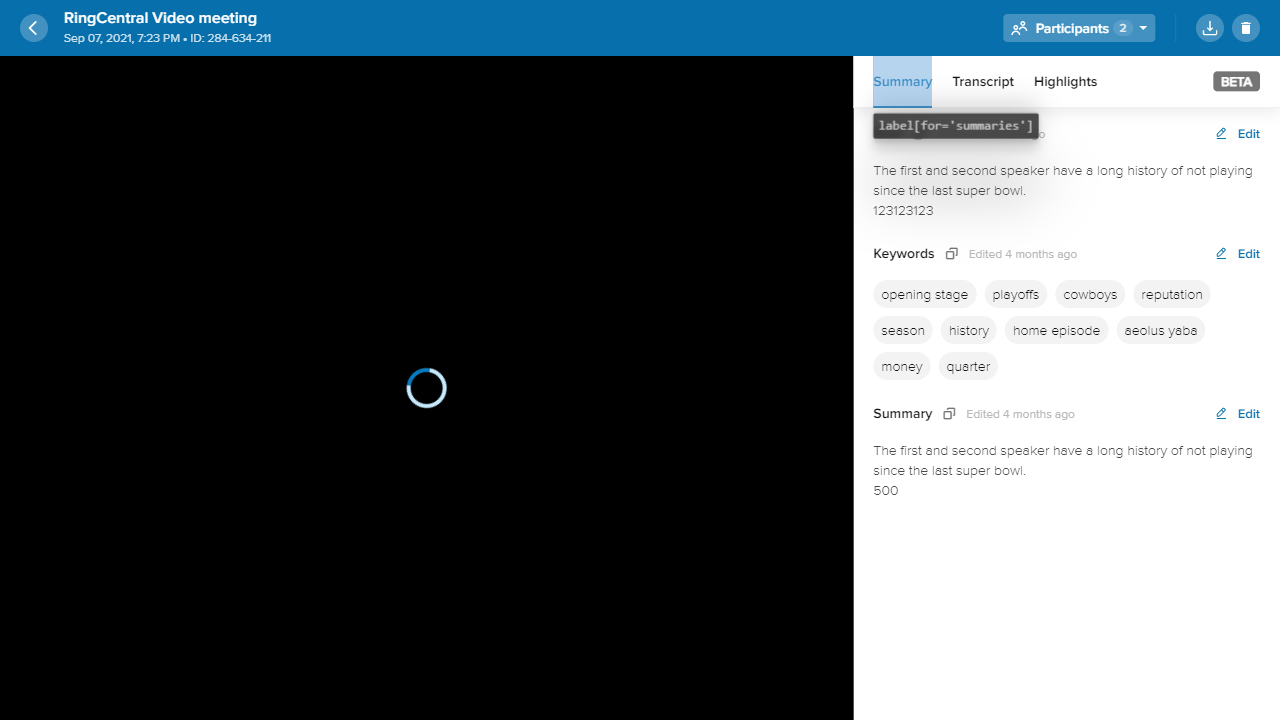 RingCentral Video meeting
Sep 07, 2021, 7:23 PM • ID: 284-634-211
Participants 2
Summary Transcript Highlights BETA
label[for='summaries']
Edit
The first and second speaker have a long history of not playing
since the last super bowl.
123123123
Keywords Edited 4 months ago Edit
opening stage playoffs cowboys reputation
season history home episode aeolus yaba
money quarter
Summary Edited 4 months ago Edit
The first and second speaker have a long history of not playing
since the last super bowl.
500